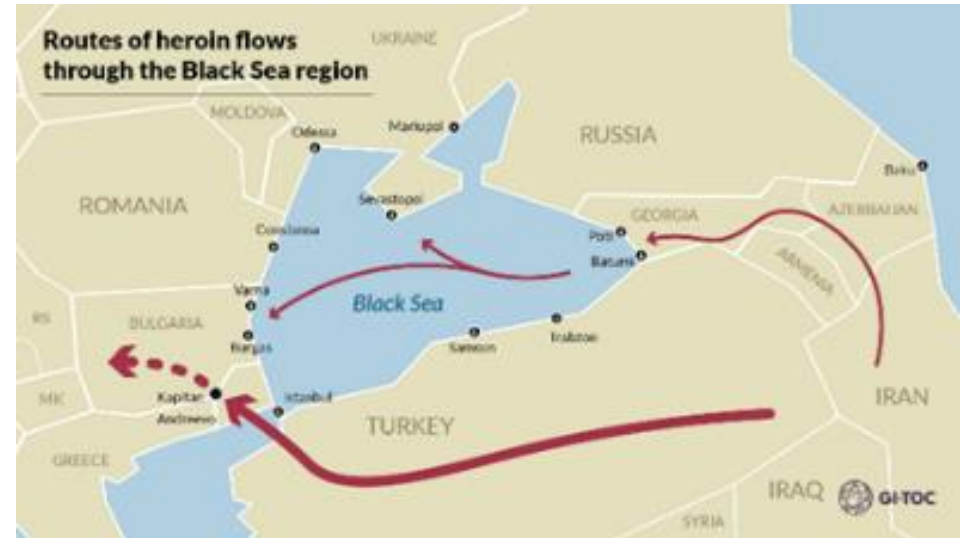 Routes of heroin flows
through the Black Sea region
UKRAINE
MOLDOVA
Odessa
Mariupol
RUSSIA
Baku
ROMANIA
Sevastopol
GEORGIA
AZERBAIJAN
Constanta
Poti
Batumi
ARMENIA
Varna
Black Sea
RS
BULGARIA
Burgas
Samsun
Trabzon
MK
Kapitan
Andreevo
Istanbul
IRAN
TURKEY
GREECE
IRAQ
GI-TOC
SYRIA